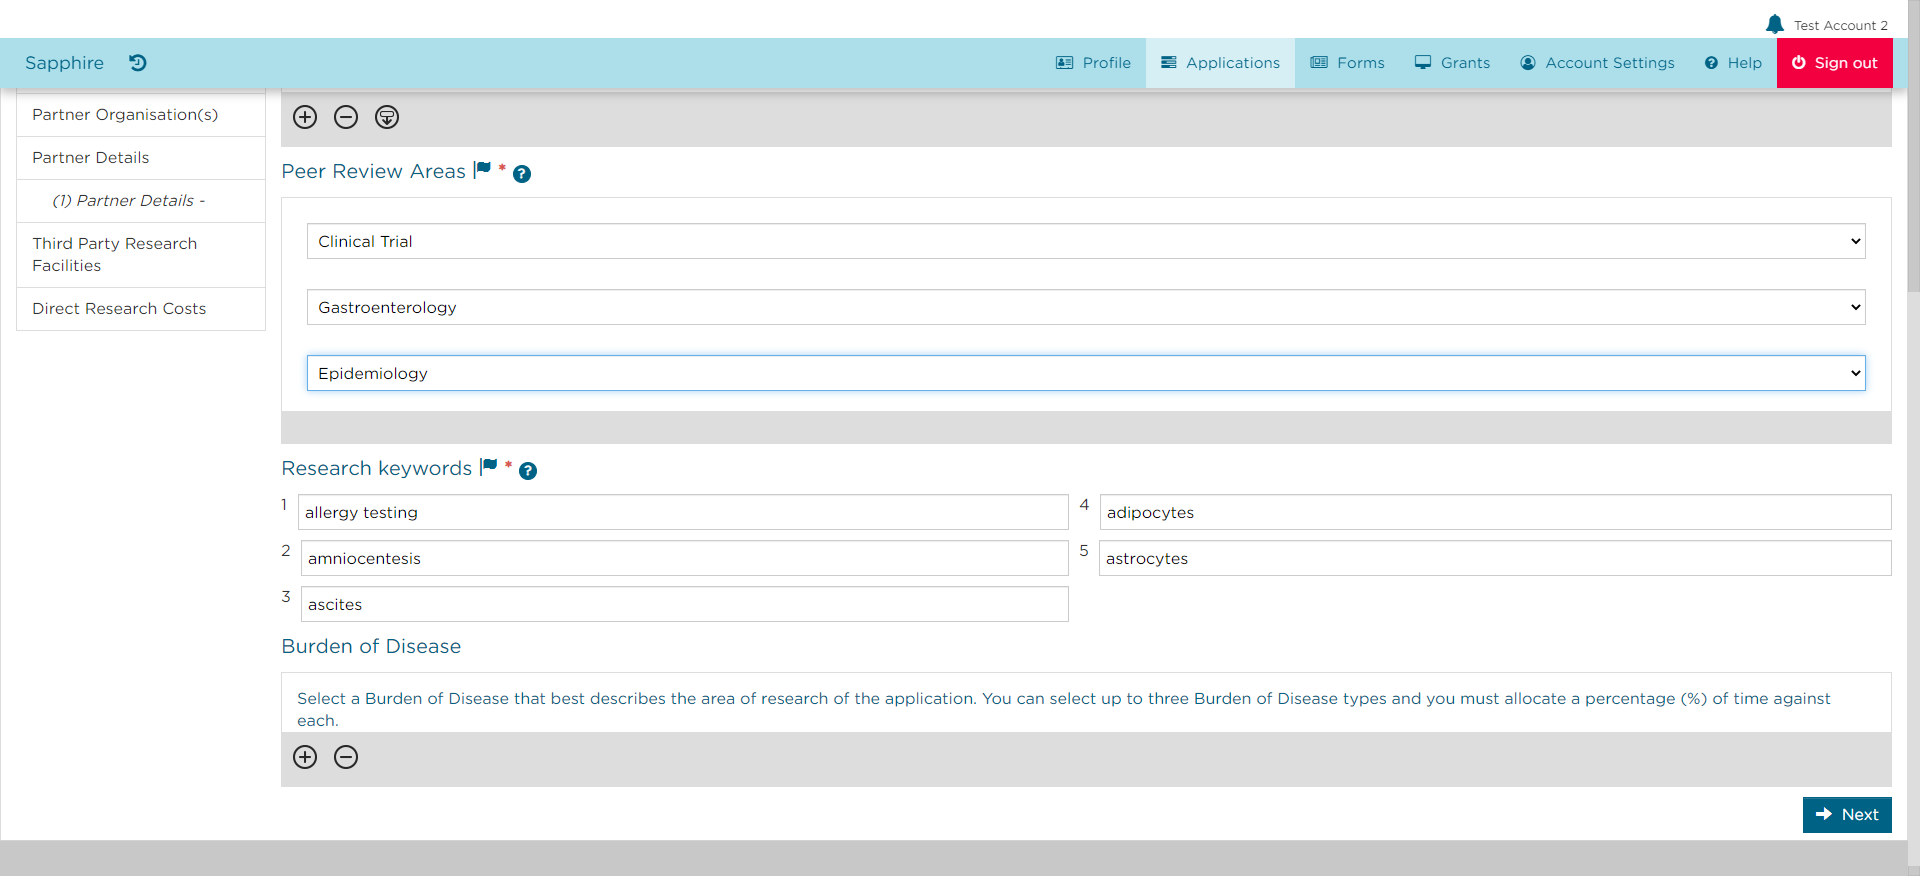 Test Account 2
Sapphire
Profile
Applications
Forms
Grants
Account Settings
Help
Sign out
Partner Organisation(s)
Partner Details
(1) Partner Details -
Third Party Research
Facilities
Direct Research Costs
Peer Review Areas *
Clinical Trial
Gastroenterology
Epidemiology
Research keywords *
1 allergy testing
2 amniocentesis
3 ascites
4 adipocytes
5 astrocytes
Burden of Disease
Select a Burden of Disease that best describes the area of research of the application. You can select up to three Burden of Disease types and you must allocate a percentage (%) of time against
each.
Next